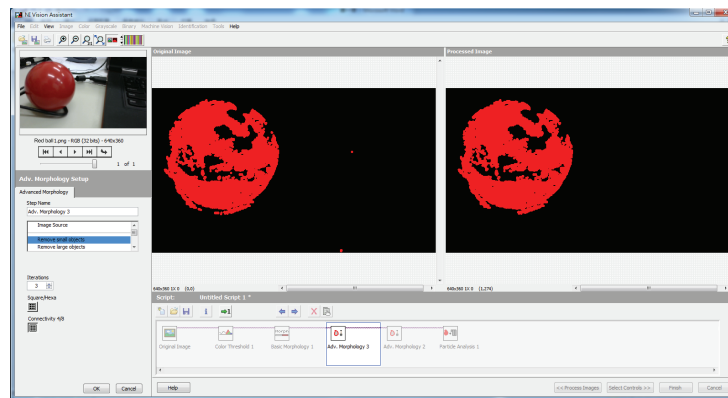 NI Vision Assistant
File Edit View Image Color Grayscale Binary Machine Vision Identification Tools Help
Original Image
Processed Image
Red ball 1.png - RGB (32 bits) - 640x360
1 of 1
Adv. Morphology Setup
Advanced Morphology
Step Name
Adv. Morphology 3
Image Source
Remove small objects
Remove large objects
Iterations
3
Square/Hexa
Connectivity 4/8
OK Cancel
640x360 1X 0 (0,0)
640x360 1X 0 (1,274)
Script: Untitled Script 1 *
Original Image Color Threshold 1 Basic Morphology 1 Adv. Morphology 3 Adv. Morphology 2 Particle Analysis 1
Help
<< Process Images Select Controls >> Finish Cancel